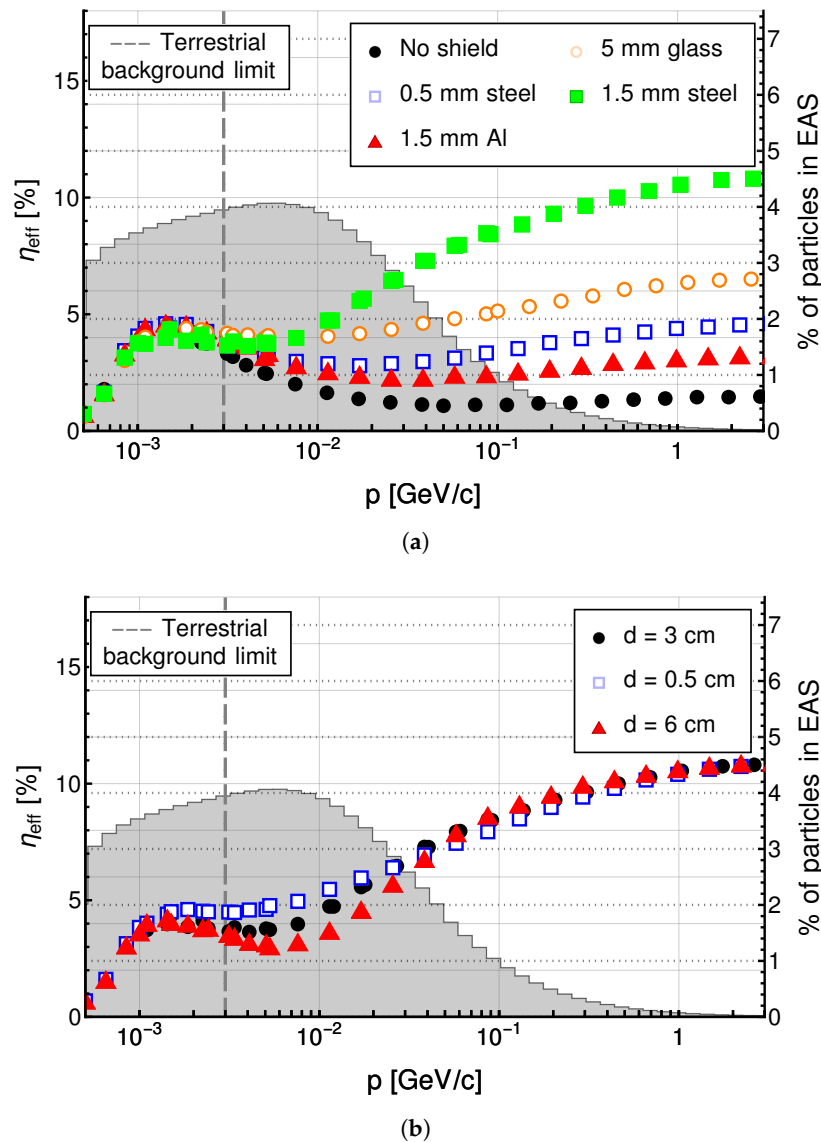 Terrestrial
background limit
No shield
5 mm glass
0.5 mm steel
1.5 mm steel
1.5 mm Al
15
10
5
0
η_eff [%]
7
6
5
4
3
2
1
0
% of particles in EAS
10⁻³
10⁻²
10⁻¹
1
p [GeV/c]
(a)
Terrestrial
background limit
d = 3 cm
d = 0.5 cm
d = 6 cm
15
10
5
0
η_eff [%]
7
6
5
4
3
2
1
0
% of particles in EAS
10⁻³
10⁻²
10⁻¹
1
p [GeV/c]
(b)